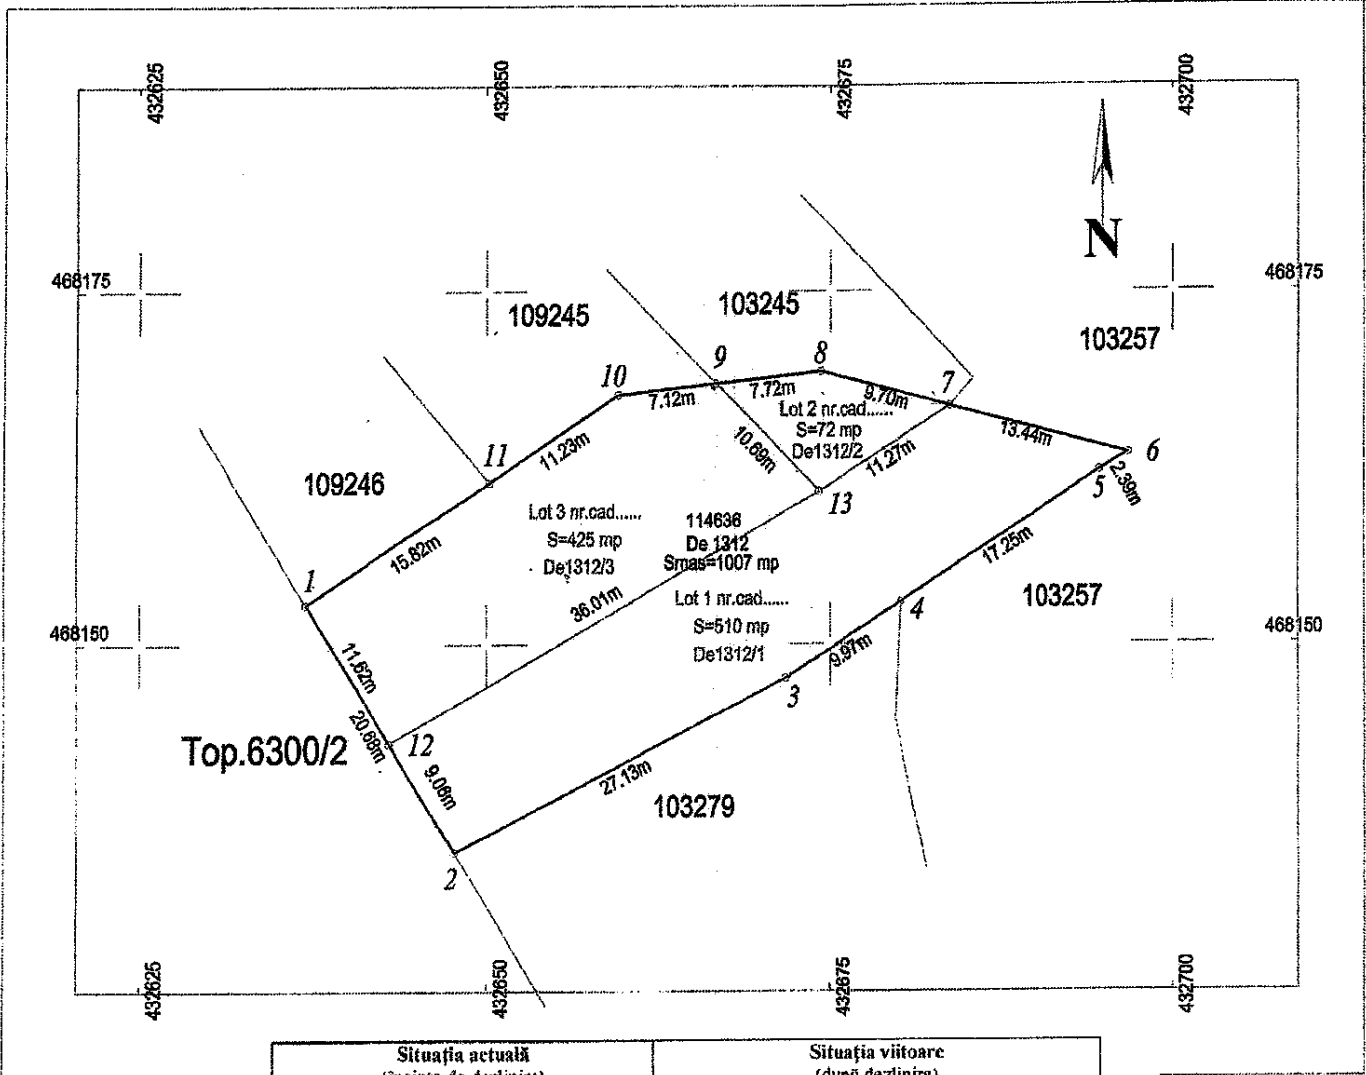 432625
432650
432675
432700
N
468175
468175
109245
103245
103257
8
9
10
7
7.12m
7.72m
9.70m
Lot 2 nr.cad......
S=72 mp
De1312/2
13.44m
6
5
2.39m
10.69m
11.27m
11
11.23m
109246
13
Lot 3 nr.cad......
S=425 mp
De1312/3
114636
De 1312
Smas=1007 mp
15.82m
17.25m
1
36.01m
Lot 1 nr.cad......
S=510 mp
De1312/1
103257
4
468150
468150
9.97m
3
11.62m
20.68m
12
Top.6300/2
9.06m
27.13m
103279
2
432625
432650
432675
432700
Situația actuală
Situația viitoare